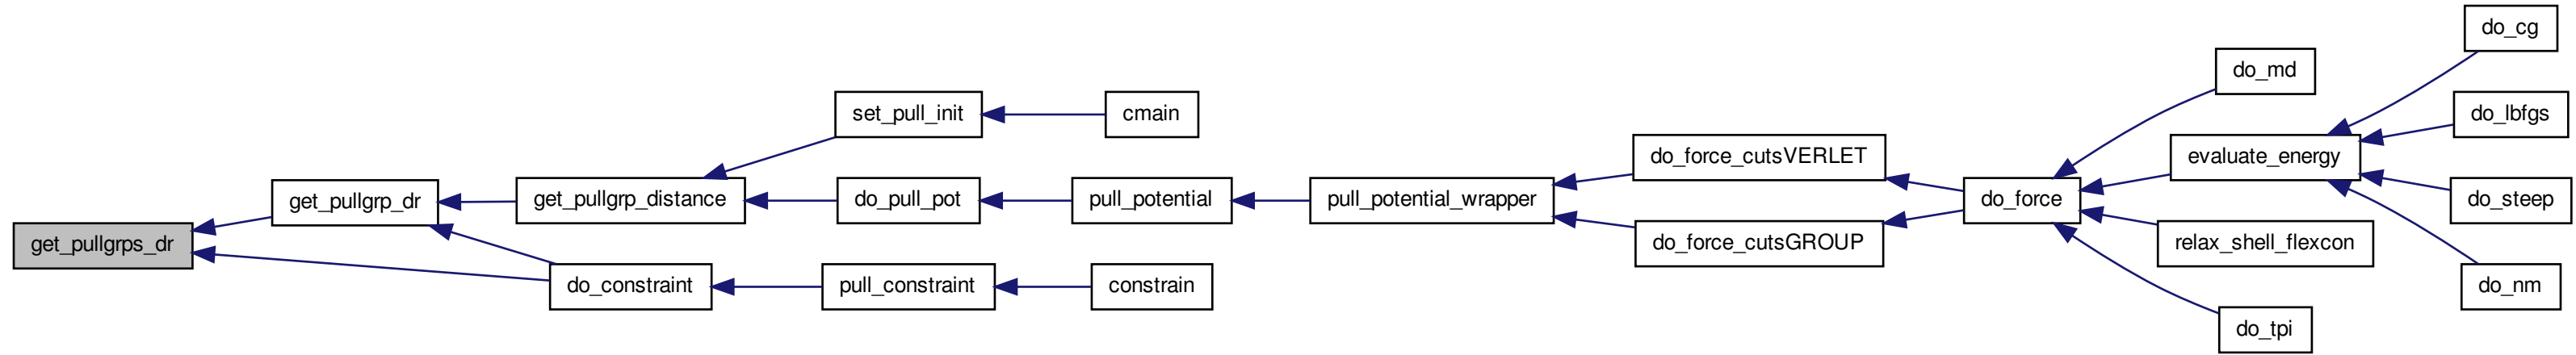 get_pullgrps_dr
get_pullgrp_dr
get_pullgrp_distance
do_constraint
set_pull_init
do_pull_pot
pull_constraint
cmain
pull_potential
constrain
pull_potential_wrapper
do_force_cutsVERLET
do_force_cutsGROUP
do_force
do_md
evaluate_energy
relax_shell_flexcon
do_tpi
do_cg
do_lbfgs
do_steep
do_nm